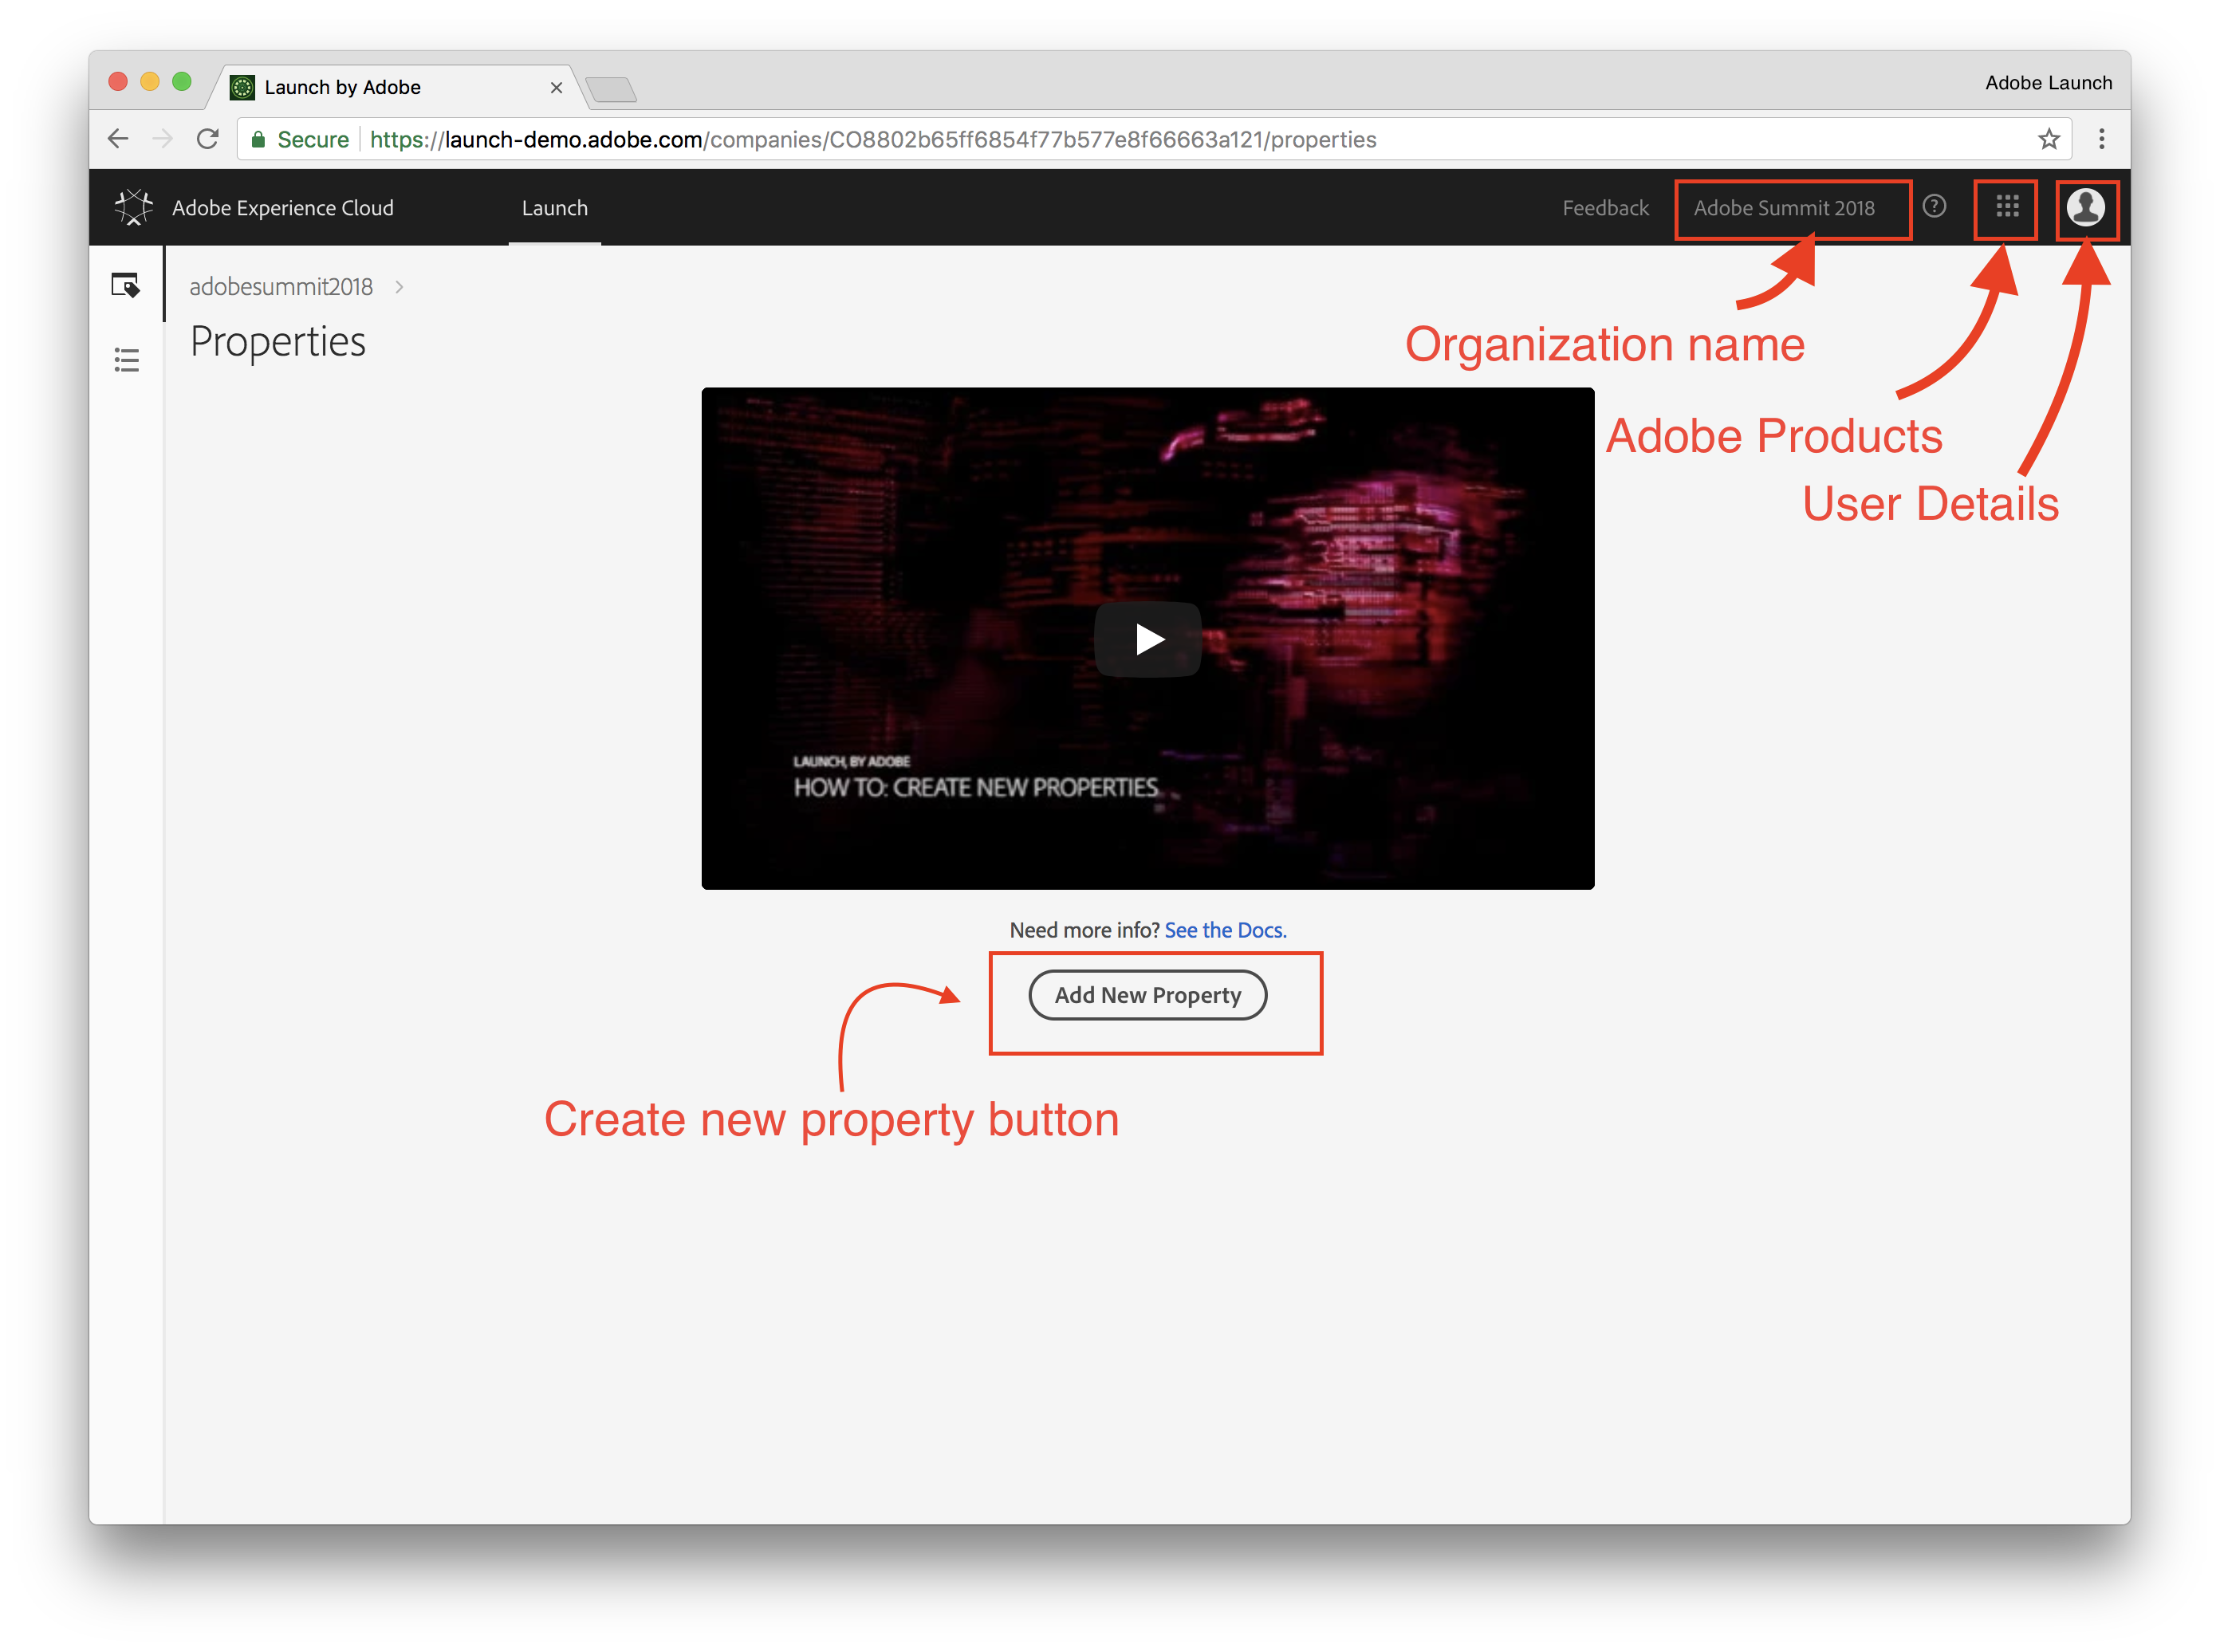 Launch by Adobe
Adobe Launch
Secure https://launch-demo.adobe.com/companies/CO8802b65ff6854f77b577e8f66663a121/properties
Adobe Experience Cloud Launch Feedback Adobe Summit 2018
adobesummit2018
Properties
Organization name
Adobe Products
User Details
LAUNCH, BY ADOBE
HOW TO: CREATE NEW PROPERTIES
Need more info? See the Docs.
Add New Property
Create new property button